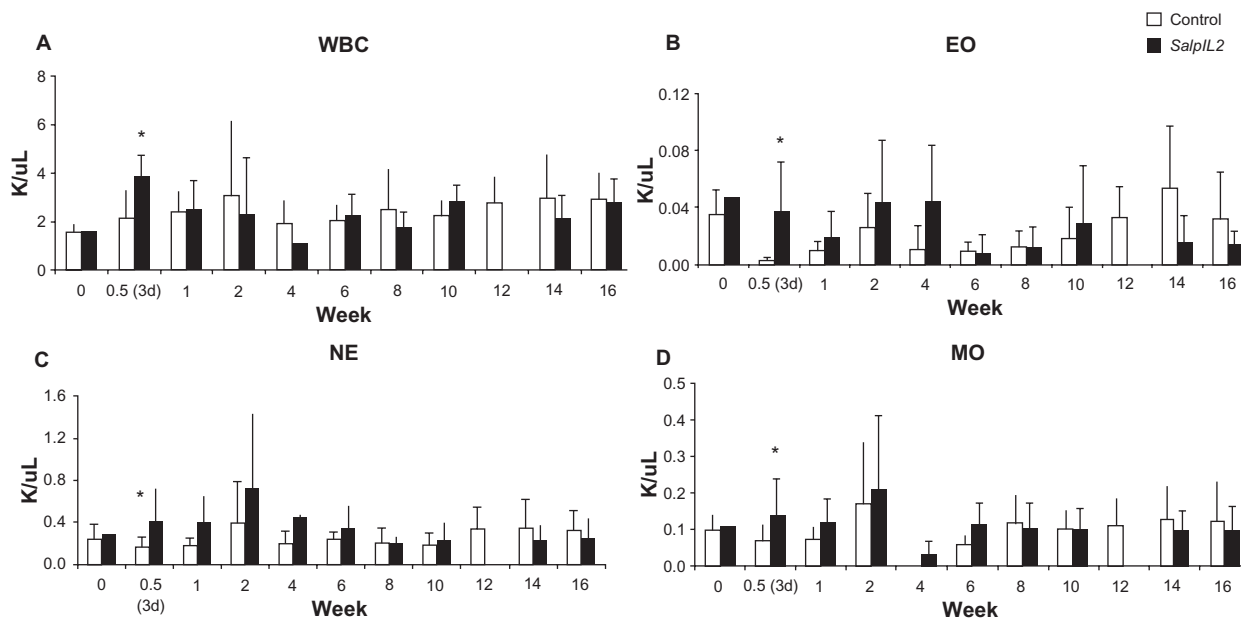 Control
SalpIL2
A
WBC
8
6
4
2
0
K/uL
0 0.5 (3d) 1 2 4 6 8 10 12 14 16
Week
B
EO
0.12
0.08
0.04
0.00
K/uL
0 0.5 (3d) 1 2 4 6 8 10 12 14 16
Week
*
*
C
NE
1.6
1.2
0.8
0.4
0.0
K/uL
*
0 0.5 1 2 4 6 8 10 12 14 16
(3d)
Week
D
MO
0.5
0.4
0.3
0.2
0.1
0.0
K/uL
*
0 0.5 (3d) 1 2 4 6 8 10 12 14 16
Week